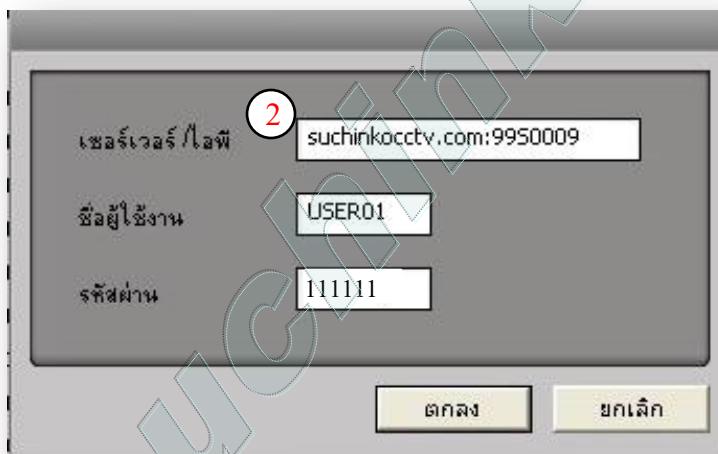 2
เซอร์เวอร์/ไอพี suchinkocctv.com:99S0009
ชื่อผู้ใช้งาน USER01
รหัสผ่าน 111111
ตกลง ยกเลิก
uchink